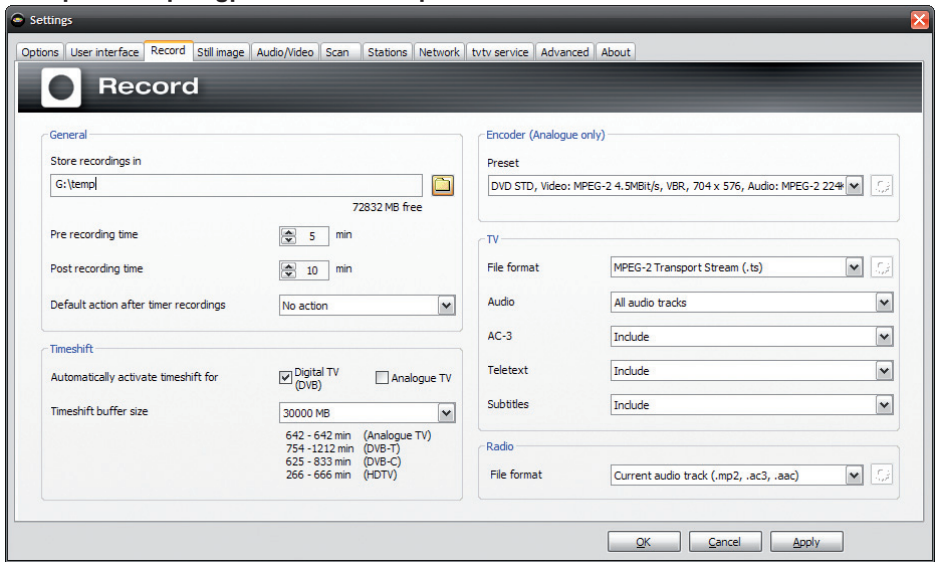 Settings
Options User interface Record Still image Audio/Video Scan Stations Network tvtv service Advanced About
Record
General
Store recordings in
G:\temp
72832 MB free
Pre recording time 5 min
Post recording time 10 min
Default action after timer recordings No action
Timeshift
Automatically activate timeshift for Digital TV (DVB) Analogue TV
Timeshift buffer size 30000 MB
642 - 642 min (Analogue TV)
754 -1212 min (DVB-T)
625 - 833 min (DVB-C)
266 - 666 min (HDTV)
Encoder (Analogue only)
Preset
DVD STD, Video: MPEG-2 4.5MBit/s, VBR, 704 x 576, Audio: MPEG-2 224
TV
File format MPEG-2 Transport Stream (.ts)
Audio All audio tracks
AC-3 Include
Teletext Include
Subtitles Include
Radio
File format Current audio track (.mp2, .ac3, .aac)
OK Cancel Apply